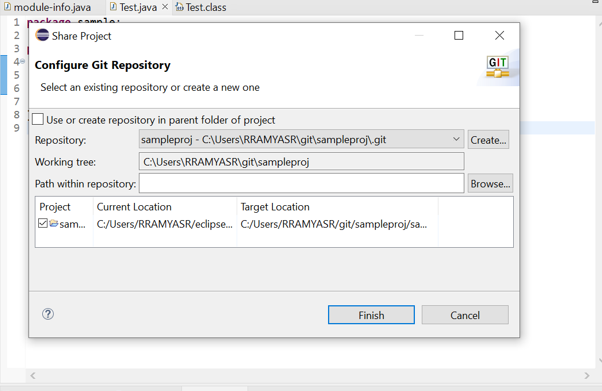 module-info.java Test.java Test.class
1 package sample;
2
3
4
5
6
7
8
9
Share Project
Configure Git Repository
Select an existing repository or create a new one
GIT
Use or create repository in parent folder of project
Repository: sampleproj - C:\Users\RRAMYASR\git\sampleproj\.git Create...
Working tree: C:\Users\RRAMYASR\git\sampleproj
Path within repository: Browse...
Project Current Location Target Location
sam... C:/Users/RRAMYASR/eclipse... C:/Users/RRAMYASR/git/sampleproj/sa...
Finish Cancel